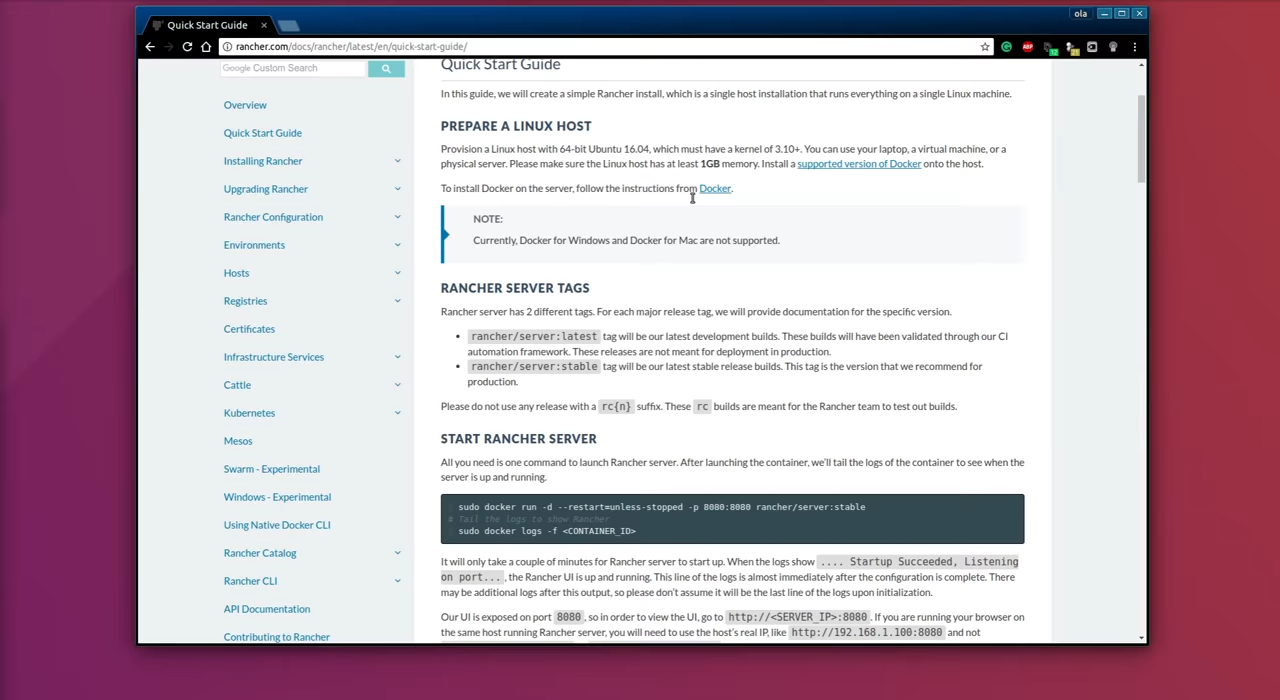 ola
Quick Start Guide
rancher.com/docs/rancher/latest/en/quick-start-guide/
Google Custom Search
Overview
Quick Start Guide
Installing Rancher
Upgrading Rancher
Rancher Configuration
Environments
Hosts
Registries
Certificates
Infrastructure Services
Cattle
Kubernetes
Mesos
Swarm - Experimental
Windows - Experimental
Using Native Docker CLI
Rancher Catalog
Rancher CLI
API Documentation
Contributing to Rancher
Quick Start Guide
In this guide, we will create a simple Rancher install, which is a single host installation that runs everything on a single Linux machine.
PREPARE A LINUX HOST
Provision a Linux host with 64-bit Ubuntu 16.04, which must have a kernel of 3.10+. You can use your laptop, a virtual machine, or a
physical server. Please make sure the Linux host has at least 1GB memory. Install a supported version of Docker onto the host.
To install Docker on the server, follow the instructions from Docker.
NOTE:
Currently, Docker for Windows and Docker for Mac are not supported.
RANCHER SERVER TAGS
Rancher server has 2 different tags. For each major release tag, we will provide documentation for the specific version.
• rancher/server:latest tag will be our latest development builds. These builds will have been validated through our CI
automation framework. These releases are not meant for deployment in production.
• rancher/server:stable tag will be our latest stable release builds. This tag is the version that we recommend for
production.
Please do not use any release with a rc{n} suffix. These rc builds are meant for the Rancher team to test out builds.
START RANCHER SERVER
All you need is one command to launch Rancher server. After launching the container, we'll tail the logs of the container to see when the
server is up and running.
sudo docker run -d --restart=unless-stopped -p 8080:8080 rancher/server:stable
# Tail the logs to show Rancher
sudo docker logs -f <CONTAINER_ID>
It will only take a couple of minutes for Rancher server to start up. When the logs show .... Startup Succeeded, Listening
on port..., the Rancher UI is up and running. This line of the logs is almost immediately after the configuration is complete. There
may be additional logs after this output, so please don't assume it will be the last line of the logs upon initialization.
Our UI is exposed on port 8080, so in order to view the UI, go to http://<SERVER_IP>:8080. If you are running your browser on
the same host running Rancher server, you will need to use the host's real IP, like http://192.168.1.100:8080 and not